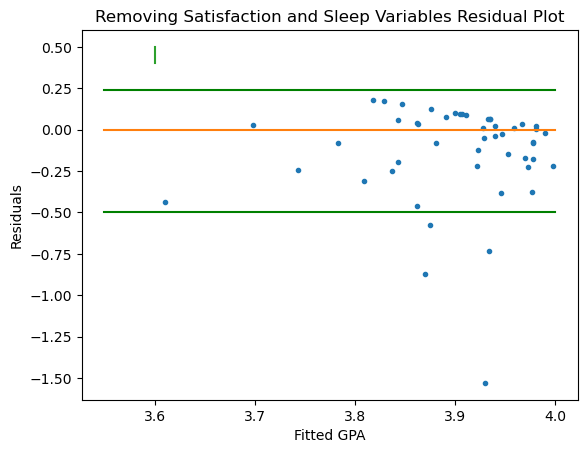 Removing Satisfaction and Sleep Variables Residual Plot
0.50
0.25
0.00
−0.25
−0.50
−0.75
−1.00
−1.25
−1.50
Residuals
3.6 3.7 3.8 3.9 4.0
Fitted GPA